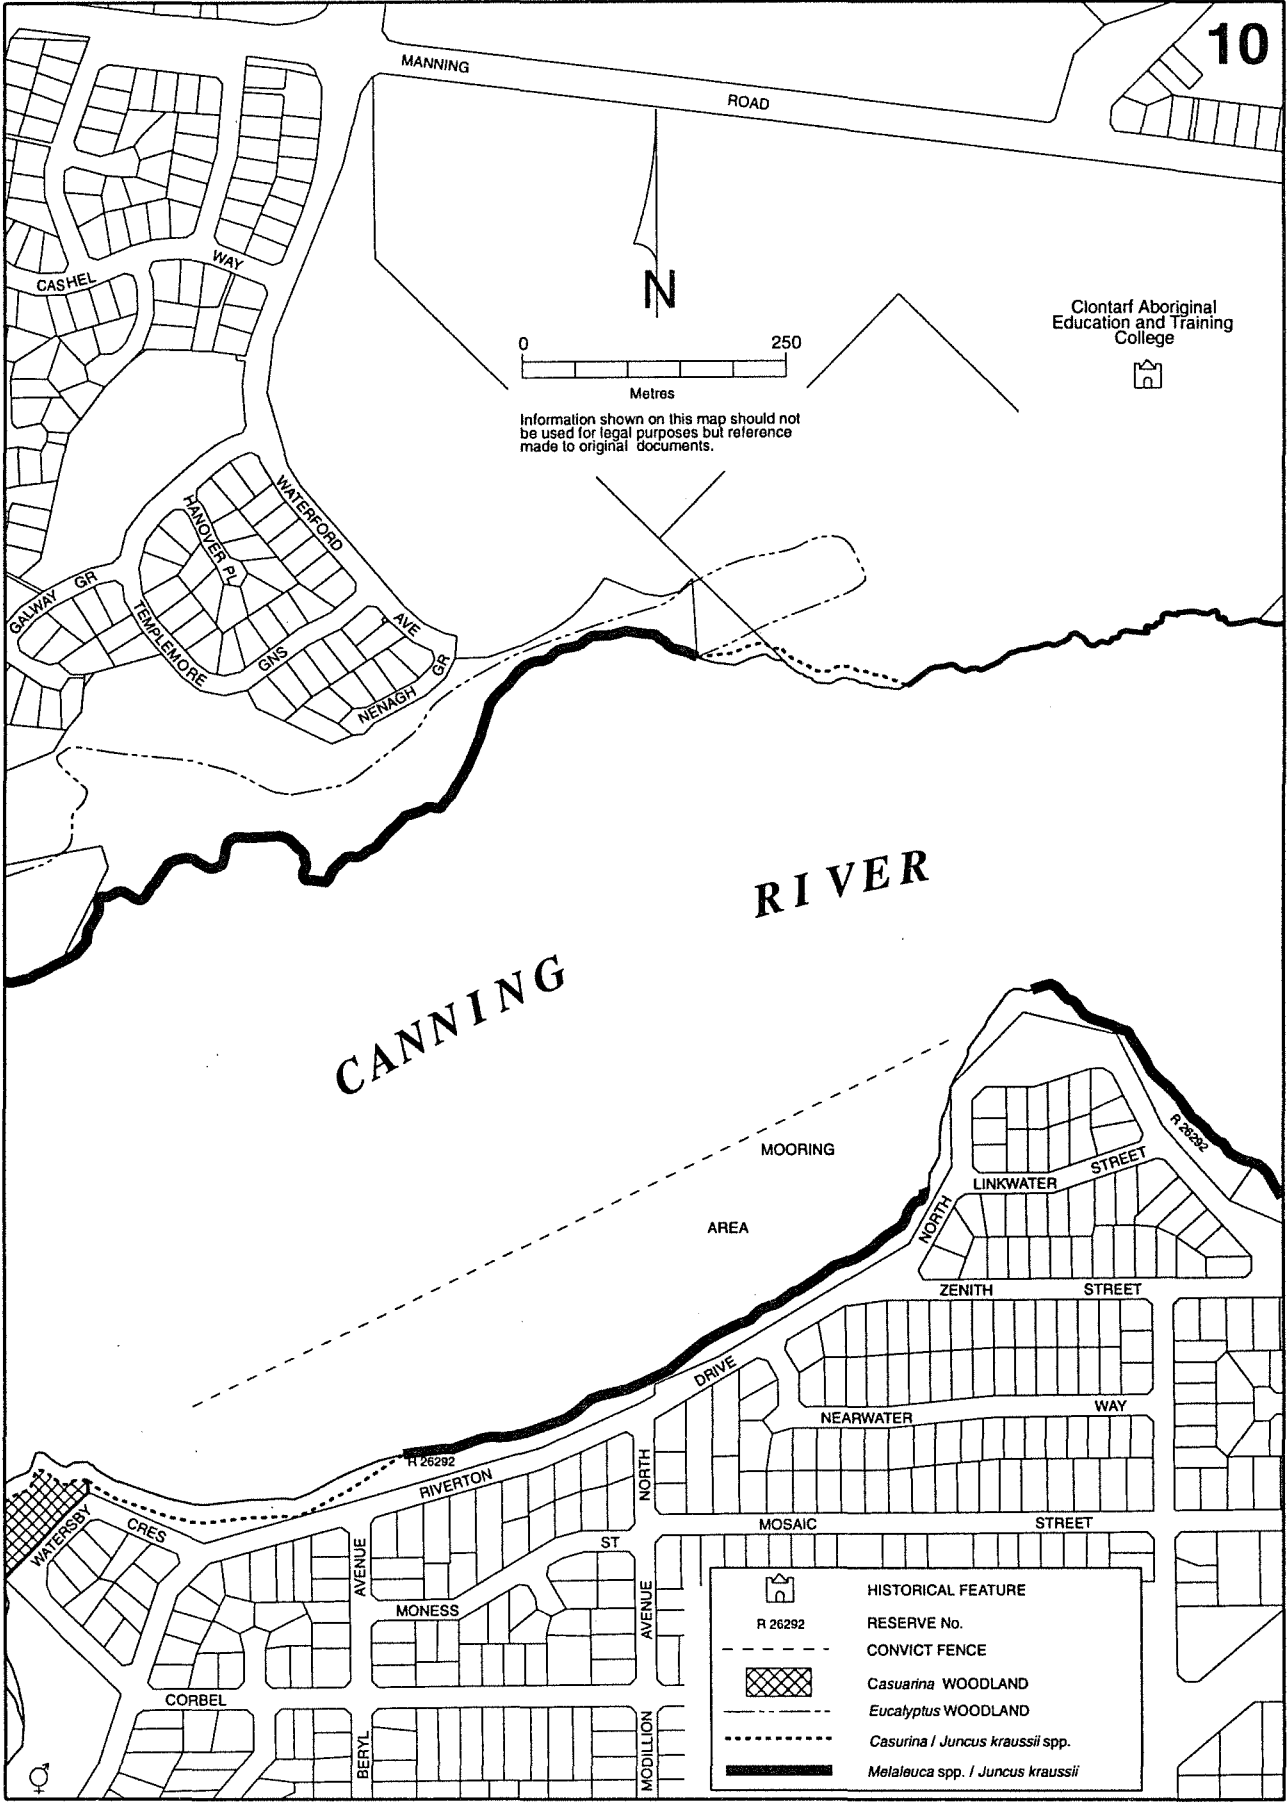 10
MANNING
ROAD
CASHEL
WAY
N
0 250
Metres
Information shown on this map should not
be used for legal purposes but reference
made to original documents.
Clontarf Aboriginal
Education and Training
College
WATERFORD
AVE
HANOVER PL
GALWAY GR
TEMPLEMORE
GNS
NENAGH
GR
CANNING RIVER
MOORING
AREA
R 26292
LINKWATER STREET
NORTH
ZENITH STREET
DRIVE
NEARWATER WAY
R 26292
RIVERTON
NORTH
MOSAIC STREET
WATERSBY
CRES
AVENUE
ST
MONESS
AVENUE
CORBEL
BERYL
MODILLION
HISTORICAL FEATURE
R 26292 RESERVE No.
CONVICT FENCE
Casuarina WOODLAND
Eucalyptus WOODLAND
Casurina / Juncus kraussii spp.
Melaleuca spp. / Juncus kraussii